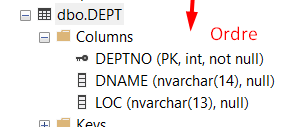 dbo.DEPT
Ordre
Columns
DEPTNO (PK, int, not null)
DNAME (nvarchar(14), null)
LOC (nvarchar(13), null)
Keys